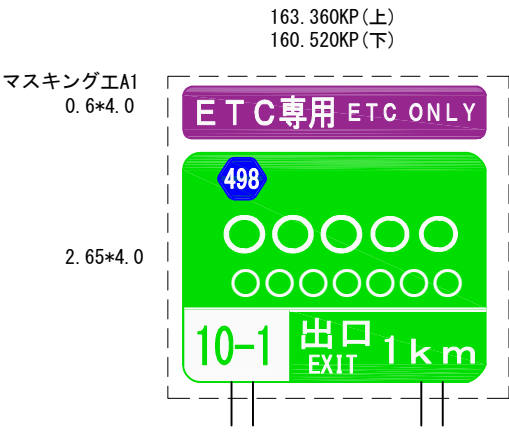 163.360KP(上)
160.520KP(下)
マスキング工A1
0.6*4.0
ETC専用 ETC ONLY
498
○○○○○
○○○○○○○
2.65*4.0
10-1 出口 1km
EXIT